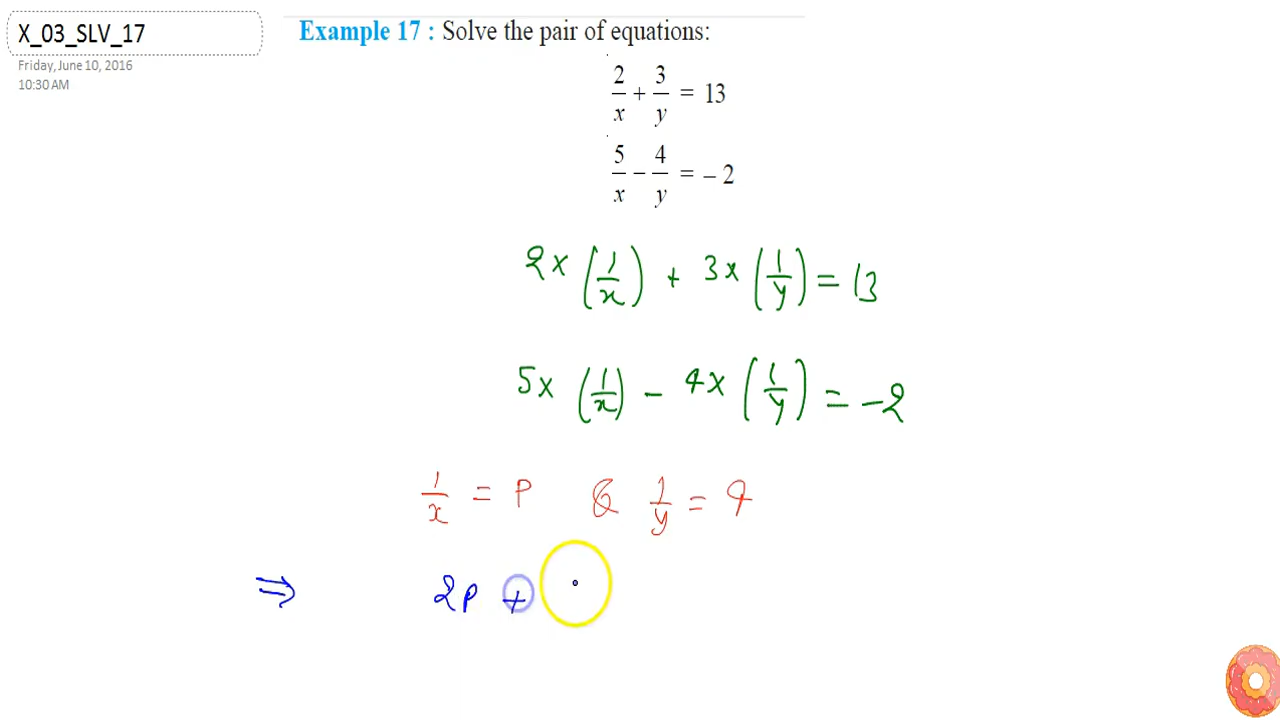 X_03_SLV_17
Friday, June 10, 2016
10:30 AM
Example 17 : Solve the pair of equations:
2/x + 3/y = 13
5/x − 4/y = – 2
2 × (1/x) + 3 × (1/y) = 13
5 × (1/x) − 4 × (1/y) = −2
1/x = P & 1/y = q
⇒ 2P +